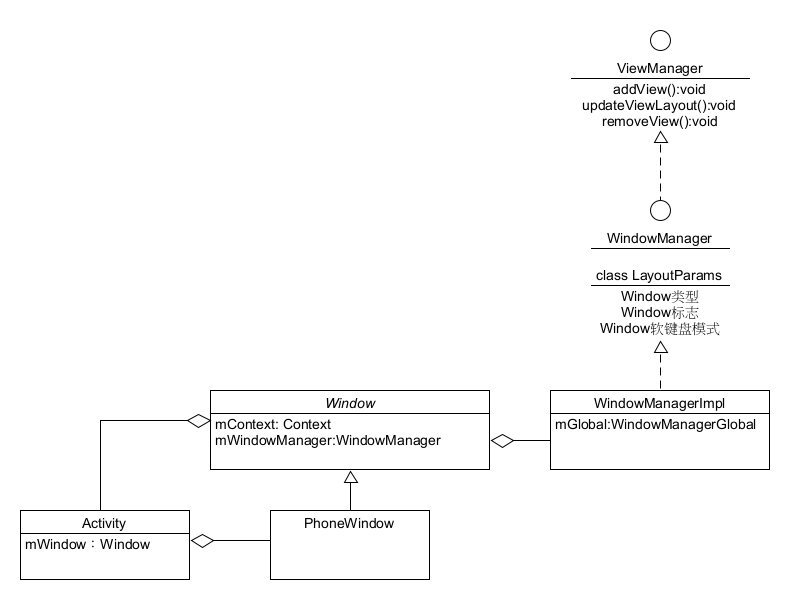 ViewManager
addView():void
updateViewLayout():void
removeView():void
WindowManager
class LayoutParams
Window类型
Window标志
Window软键盘模式
Window
mContext: Context
mWindowManager:WindowManager
WindowManagerImpl
mGlobal:WindowManagerGlobal
Activity
mWindow：Window
PhoneWindow